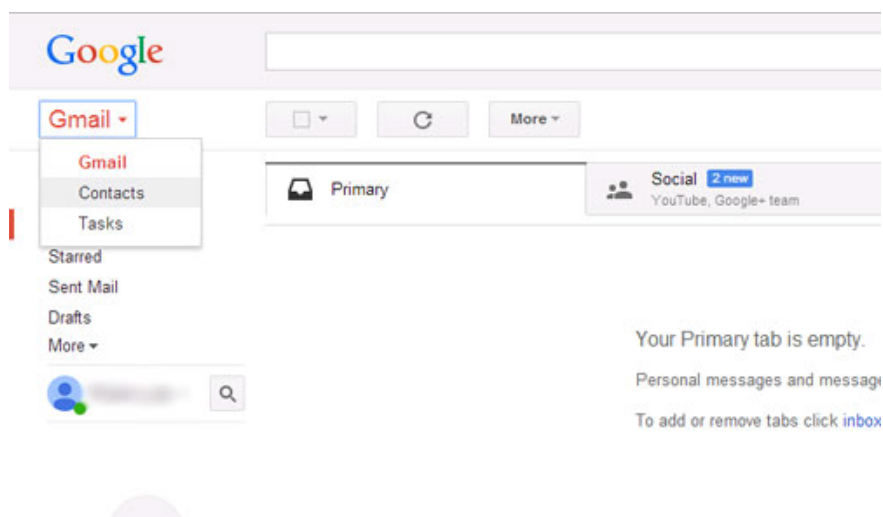 Google
Gmail
More
Gmail
Contacts
Tasks
Primary
Social 2 new
YouTube, Google+ team
Starred
Sent Mail
Drafts
More
Your Primary tab is empty.
Personal messages and message
To add or remove tabs click inbox